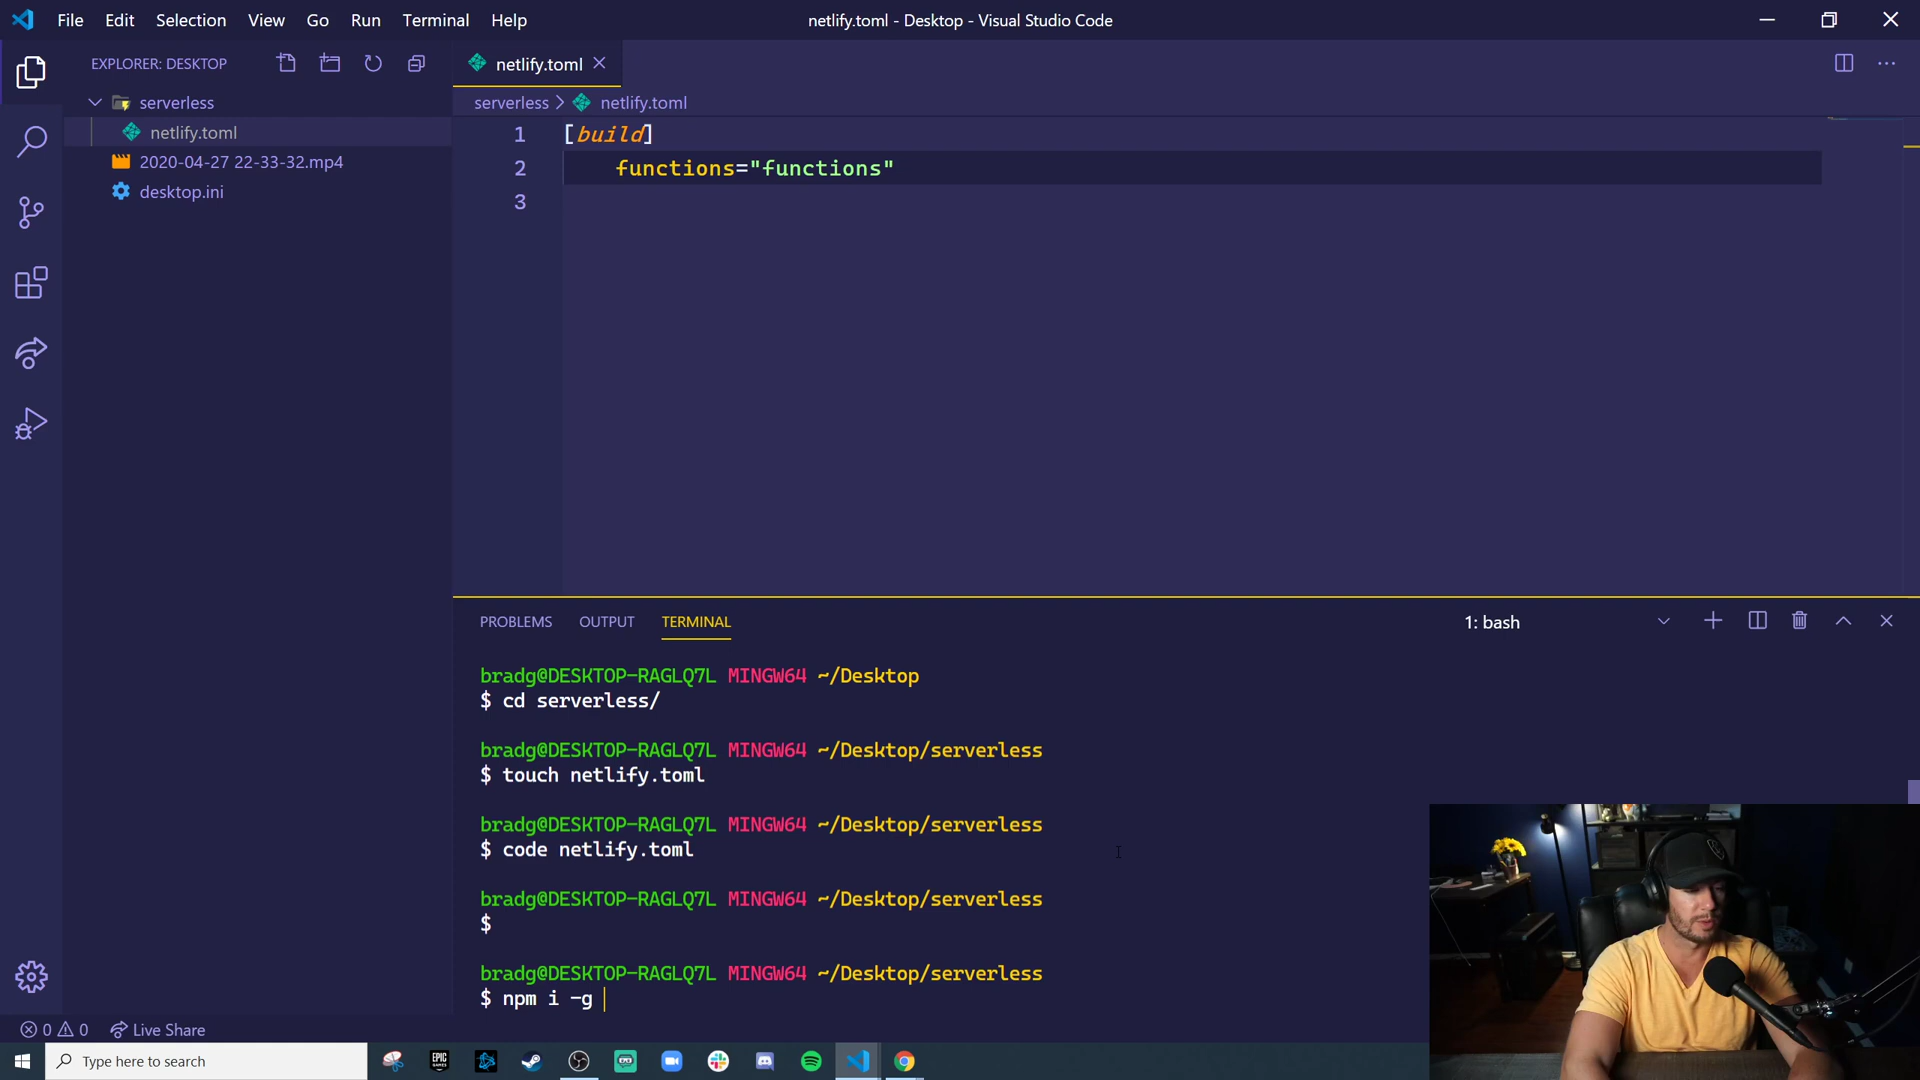 File Edit Selection View Go Run Terminal Help
netlify.toml - Desktop - Visual Studio Code
EXPLORER: DESKTOP
serverless
netlify.toml
2020-04-27 22-33-32.mp4
desktop.ini
netlify.toml
serverless > netlify.toml
1 [build]
2 functions="functions"
3
PROBLEMS OUTPUT TERMINAL
1: bash
bradg@DESKTOP-RAGLQ7L MINGW64 ~/Desktop
$ cd serverless/
bradg@DESKTOP-RAGLQ7L MINGW64 ~/Desktop/serverless
$ touch netlify.toml
bradg@DESKTOP-RAGLQ7L MINGW64 ~/Desktop/serverless
$ code netlify.toml
bradg@DESKTOP-RAGLQ7L MINGW64 ~/Desktop/serverless
$
bradg@DESKTOP-RAGLQ7L MINGW64 ~/Desktop/serverless
$ npm i -g
0 0 Live Share
Type here to search
EPIC GAMES